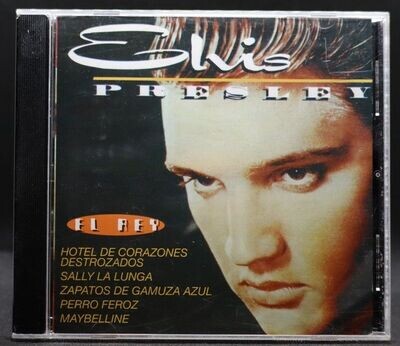 Elvis
PRESLEY
EL REY
HOTEL DE CORAZONES
DESTROZADOS
SALLY LA LUNGA
ZAPATOS DE GAMUZA AZUL
PERRO FEROZ
MAYBELLINE